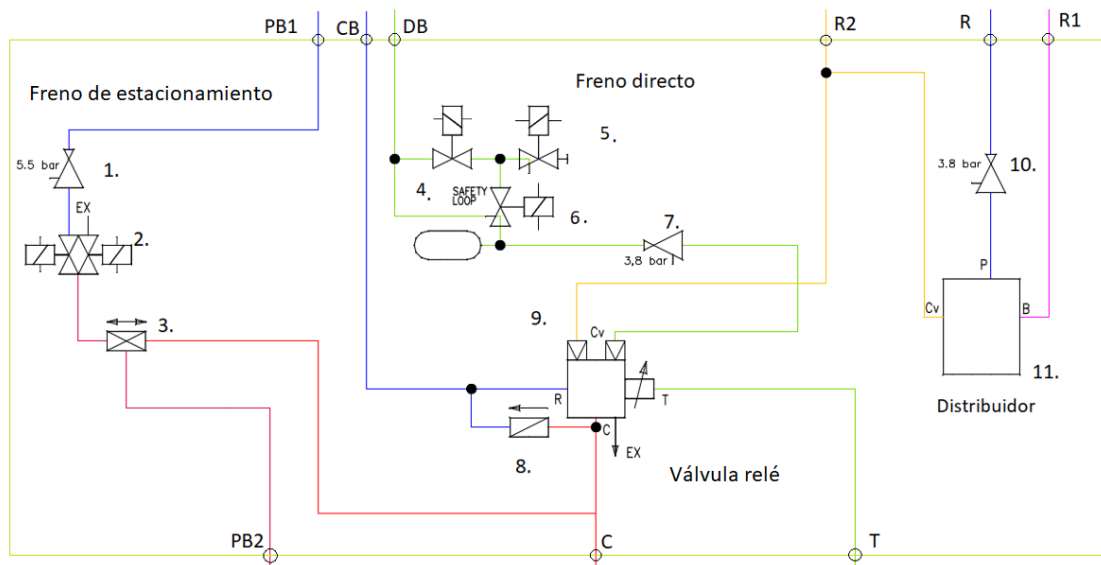 PB1
CB
DB
R2
R
R1
Freno de estacionamiento
Freno directo
5.
5.5 bar
1.
3.8 bar
10.
4.
SAFETY
LOOP
EX
6.
7.
2.
3,8 bar
P
9.
Cv
B
3.
Cv
11.
R
T
Distribuidor
C
EX
8.
Válvula relé
PB2
C
T